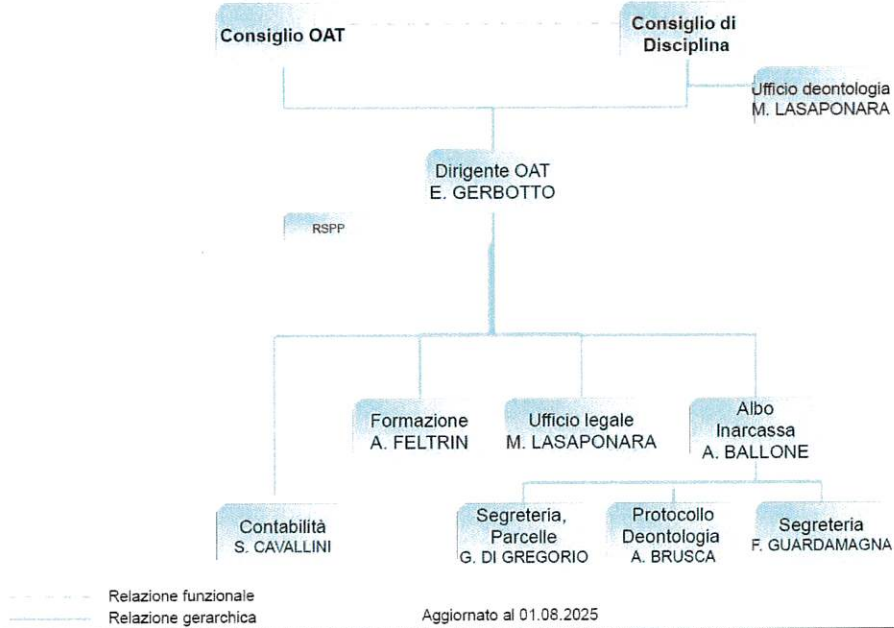 Consiglio OAT
Consiglio di
Disciplina
Ufficio deontologia
M. LASAPONARA
Dirigente OAT
E. GERBOTTO
RSPP
Formazione
A. FELTRIN
Ufficio legale
M. LASAPONARA
Albo
Inarcassa
A. BALLONE
Contabilità
S. CAVALLINI
Segreteria,
Parcelle
G. DI GREGORIO
Protocollo
Deontologia
A. BRUSCA
Segreteria
F. GUARDAMAGNA
Relazione funzionale
Relazione gerarchica
Aggiornato al 01.08.2025